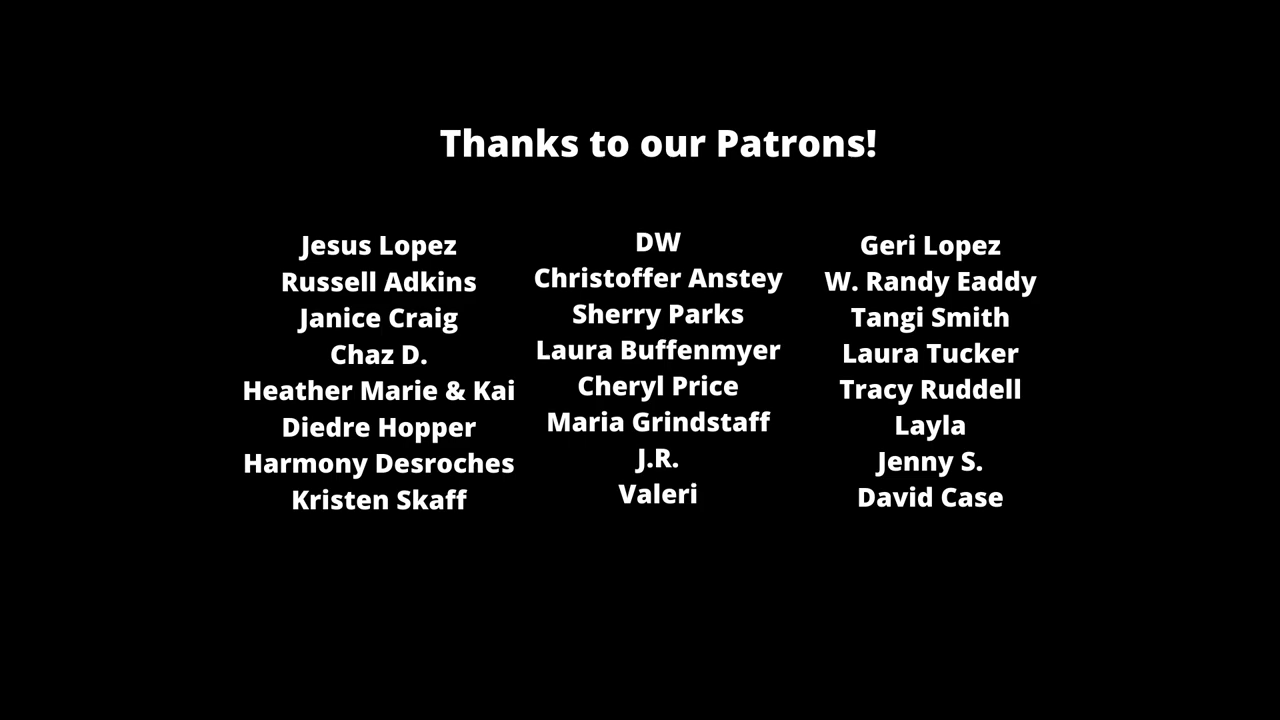 Thanks to our Patrons!
Jesus Lopez
Russell Adkins
Janice Craig
Chaz D.
Heather Marie & Kai
Diedre Hopper
Harmony Desroches
Kristen Skaff
DW
Christoffer Anstey
Sherry Parks
Laura Buffenmyer
Cheryl Price
Maria Grindstaff
J.R.
Valeri
Geri Lopez
W. Randy Eaddy
Tangi Smith
Laura Tucker
Tracy Ruddell
Layla
Jenny S.
David Case